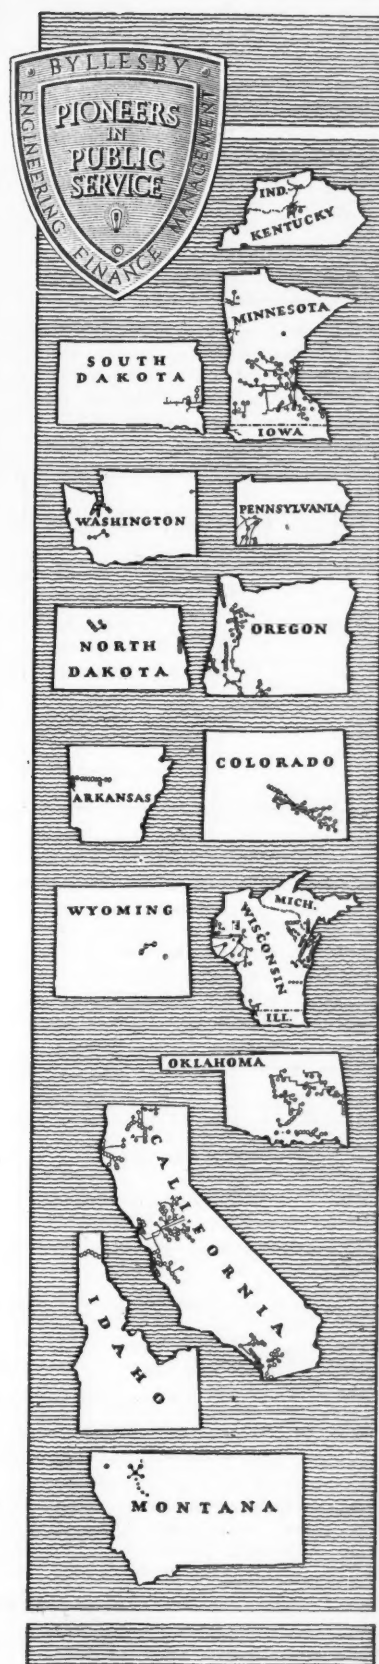 BYLLESBY
ENGINEERING FINANCE MANAGEMENT
PIONEERS
IN
PUBLIC
SERVICE
©
IND.
KENTUCKY
MINNESOTA
IOWA
SOUTH
DAKOTA
WASHINGTON
PENNSYLVANIA
NORTH
DAKOTA
OREGON
ARKANSAS
COLORADO
WYOMING
MICH.
WISCONSIN
ILL.
OKLAHOMA
CALIFORNIA
IDAHO
MONTANA